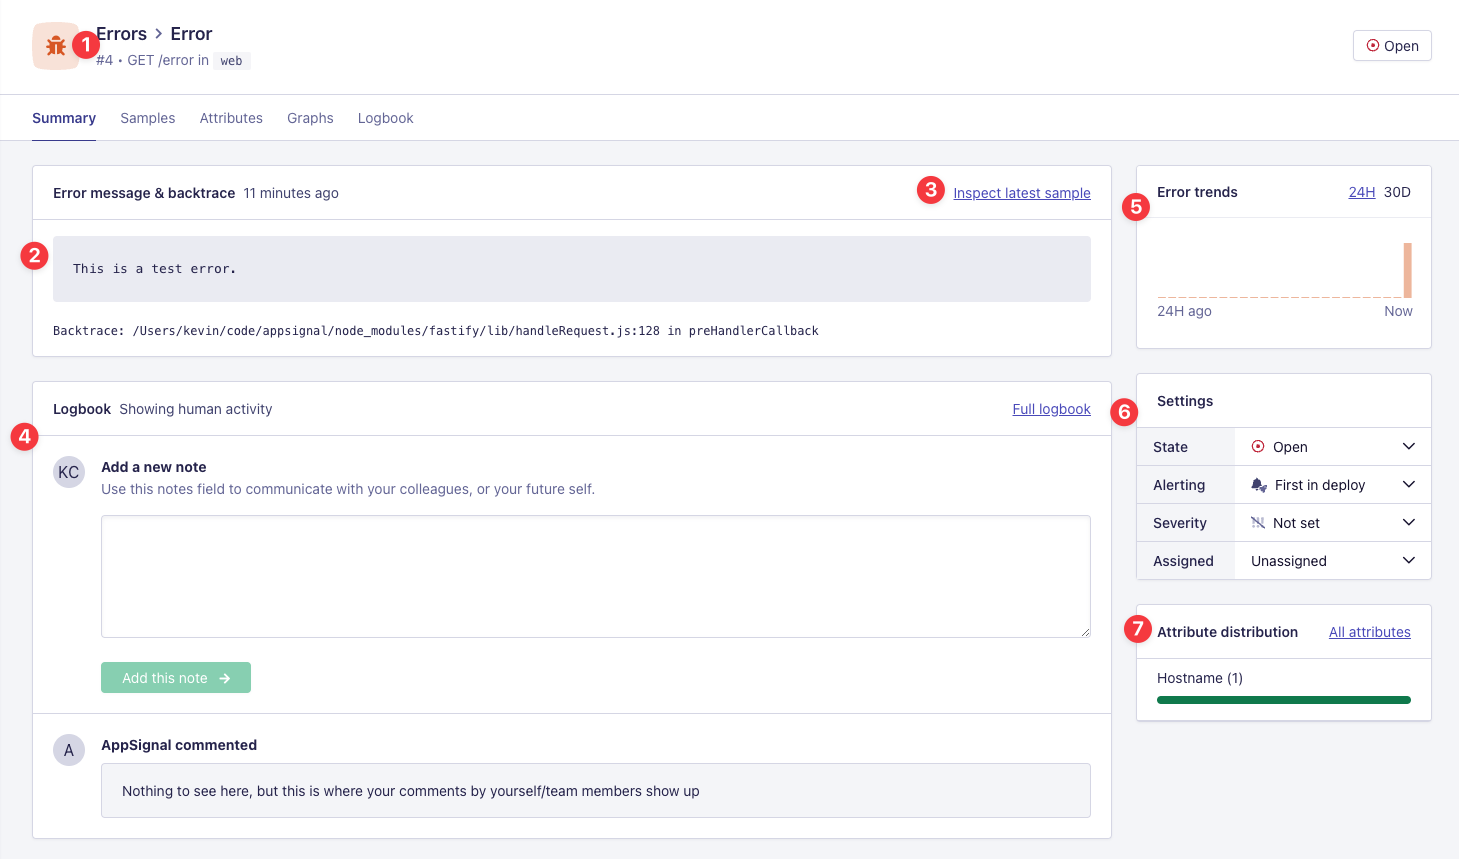 1
Errors > Error
#4 • GET /error in web
Open
Summary Samples Attributes Graphs Logbook
Error message & backtrace 11 minutes ago
3
Inspect latest sample
2
This is a test error.
Backtrace: /Users/kevin/code/appsignal/node_modules/fastify/lib/handleRequest.js:128 in preHandlerCallback
Logbook Showing human activity
Full logbook
4
KC
Add a new note
Use this notes field to communicate with your colleagues, or your future self.
Add this note →
A
AppSignal commented
Nothing to see here, but this is where your comments by yourself/team members show up
5
Error trends
24H 30D
24H ago
Now
6
Settings
State Open
Alerting First in deploy
Severity Not set
Assigned Unassigned
7
Attribute distribution
All attributes
Hostname (1)